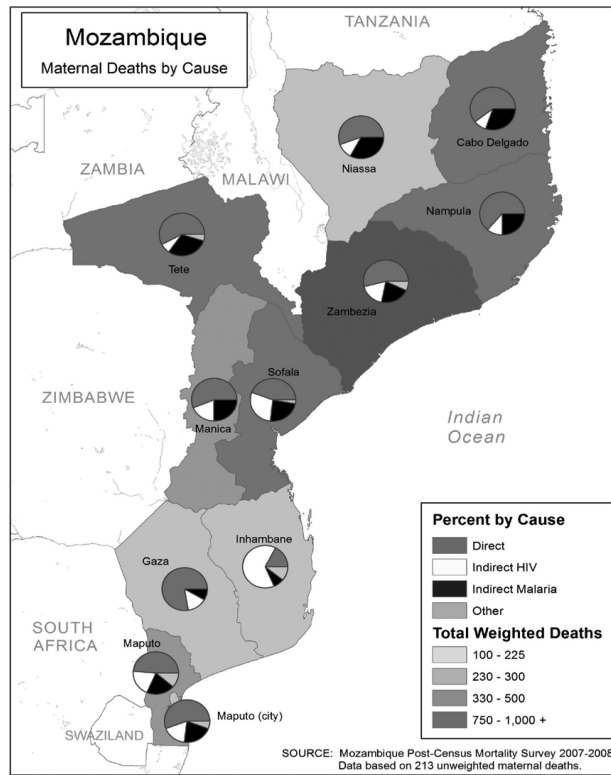 Mozambique
Maternal Deaths by Cause
TANZANIA
Cabo Delgado
Niassa
ZAMBIA
MALAWI
Nampula
Tete
Zambezia
Sofala
ZIMBABWE
Manica
Indian
Ocean
Inhambane
Gaza
SOUTH
AFRICA
Maputo
Maputo (city)
SWAZILAND
Percent by Cause
Direct
Indirect HIV
Indirect Malaria
Other
Total Weighted Deaths
100 - 225
230 - 300
330 - 500
750 - 1,000 +
SOURCE: Mozambique Post-Census Mortality Survey 2007-2008
Data based on 213 unweighted maternal deaths.